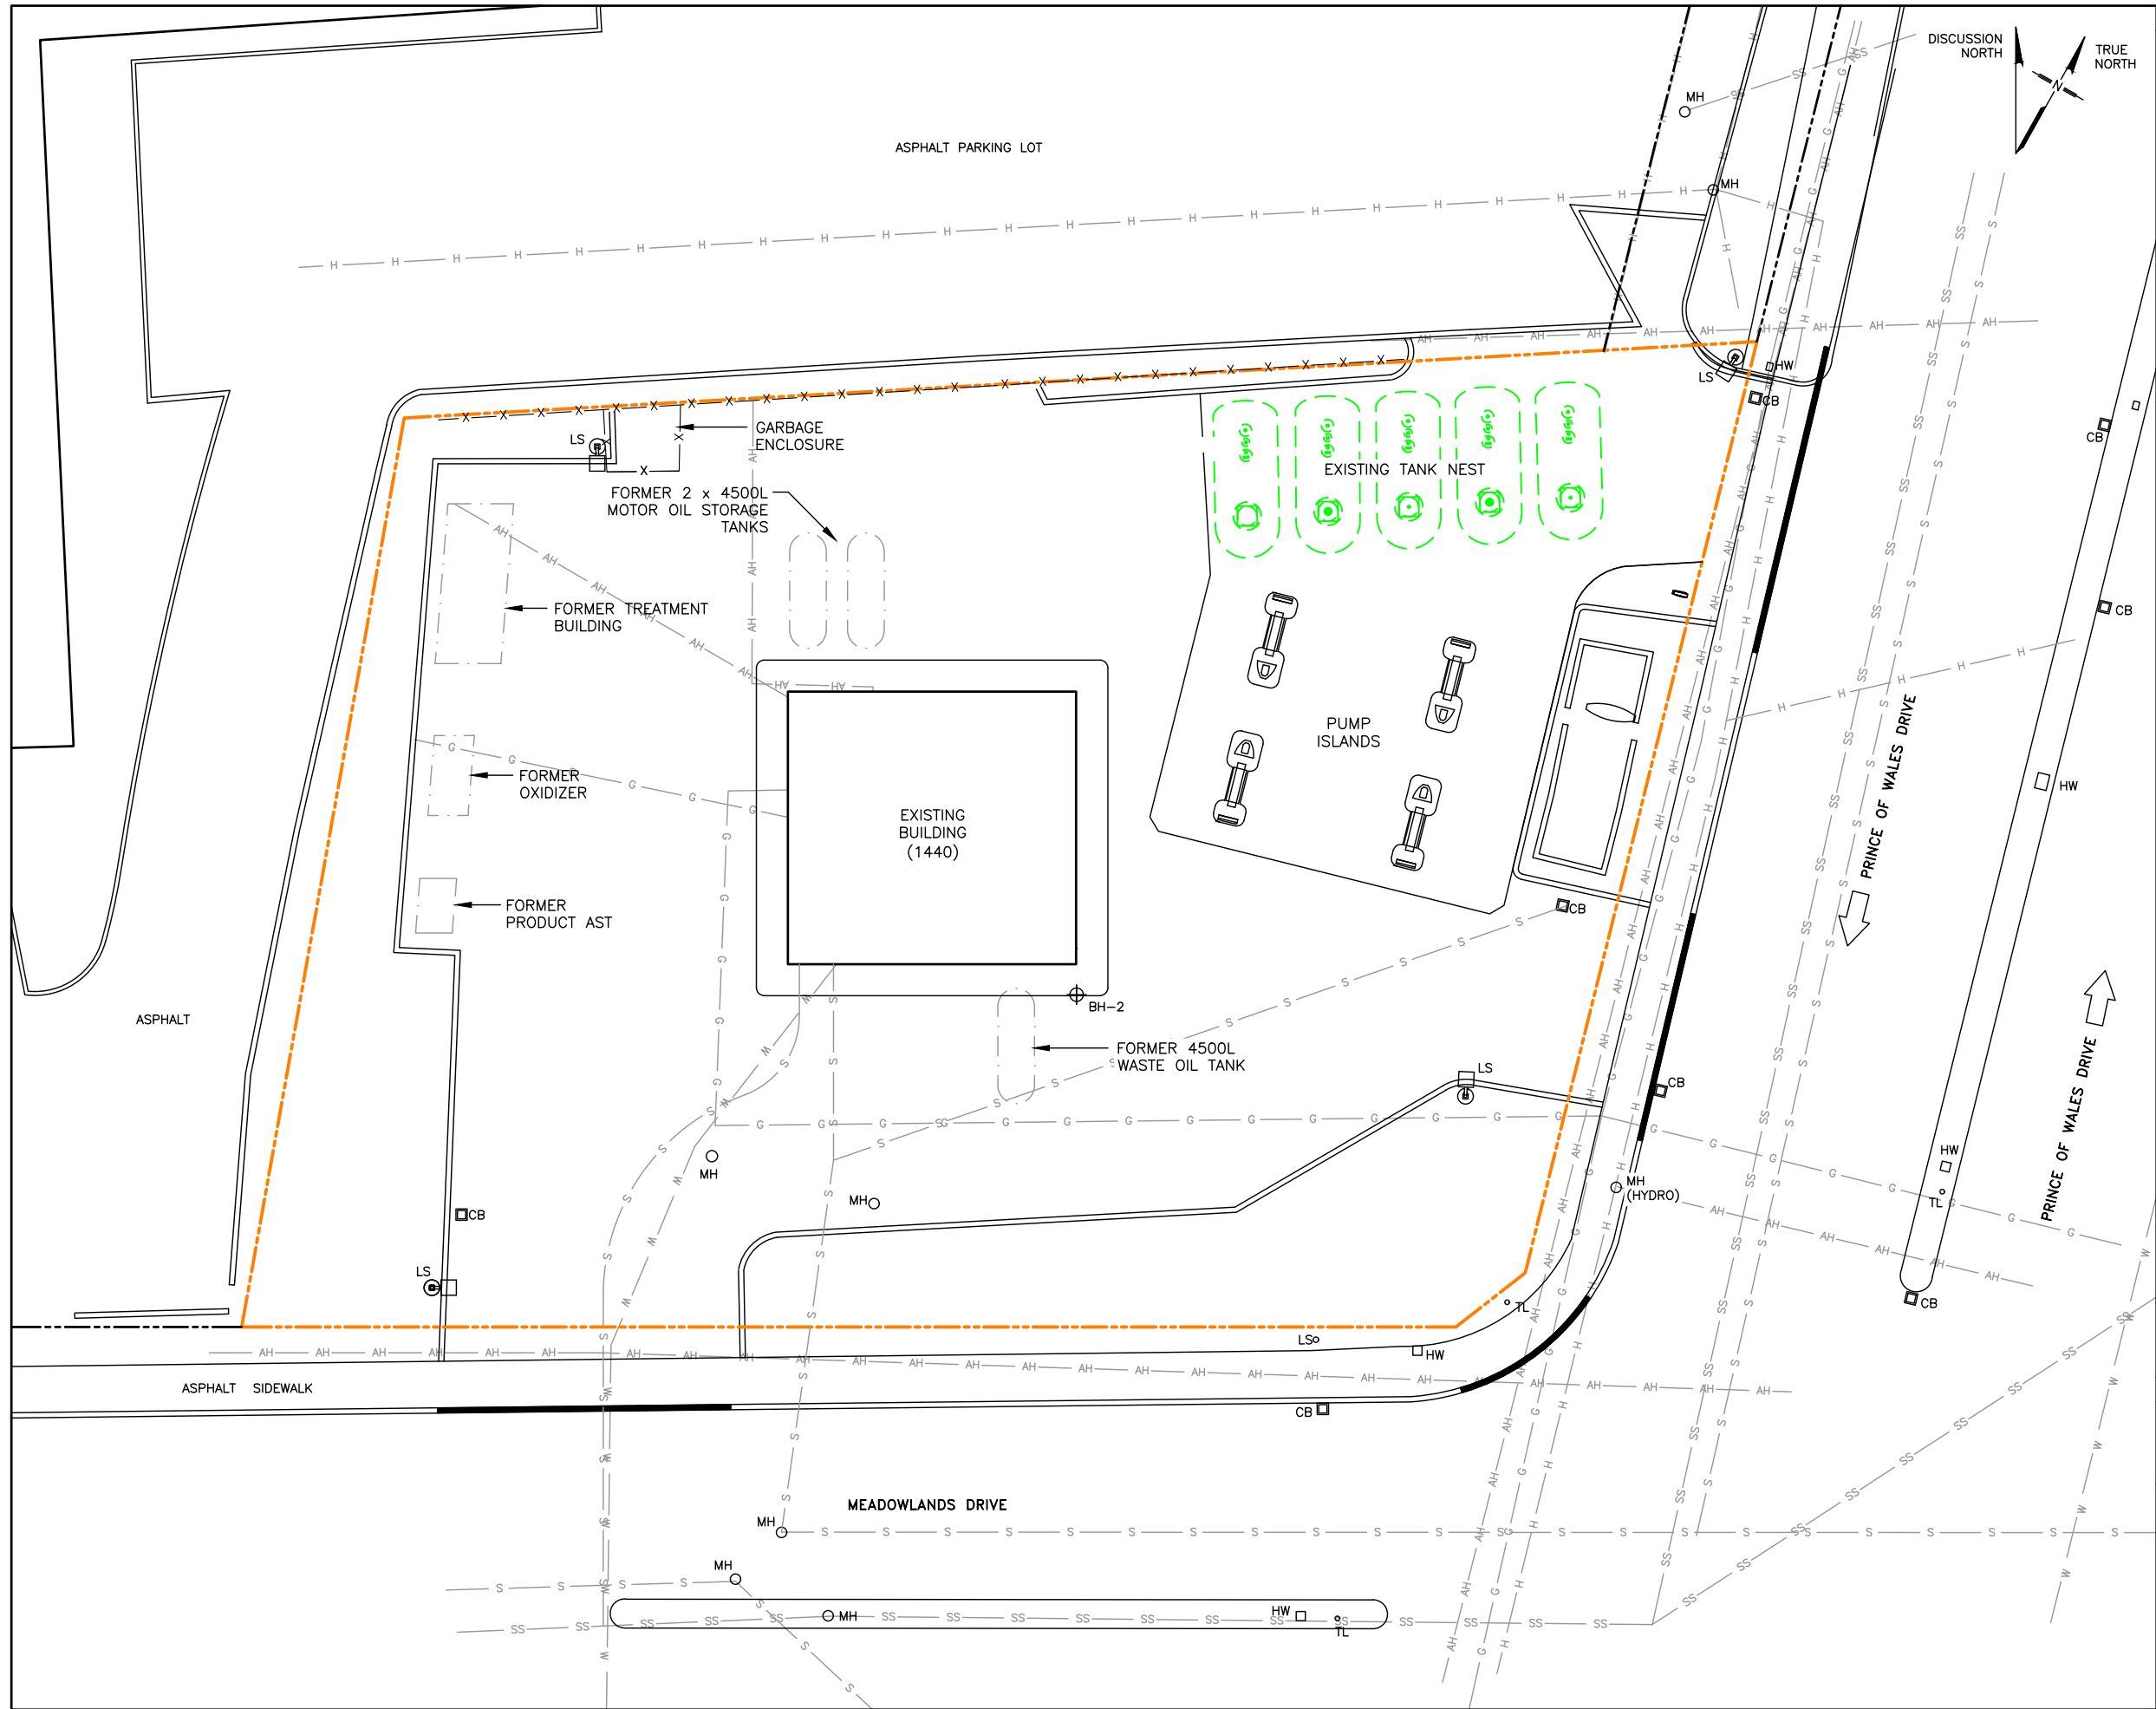 DISCUSSION
NORTH
TRUE
NORTH
N
MH
ASPHALT PARKING LOT
MH
LS
HW
CB
CB
LS
GARBAGE
ENCLOSURE
EXISTING TANK NEST
FORMER 2 x 4500L
MOTOR OIL STORAGE
TANKS
FORMER TREATMENT
BUILDING
CB
PUMP
ISLANDS
FORMER
OXIDIZER
HW
PRINCE OF WALES DRIVE
EXISTING
BUILDING
(1440)
FORMER
PRODUCT AST
CB
BH-2
ASPHALT
FORMER 4500L
WASTE OIL TANK
LS
CB
PRINCE OF WALES DRIVE
HW
MH
MH
(HYDRO)
MH
TL
CB
LS
CB
TL
LS
HW
ASPHALT SIDEWALK
CB
MEADOWLANDS DRIVE
MH
MH
MH
HW
TL